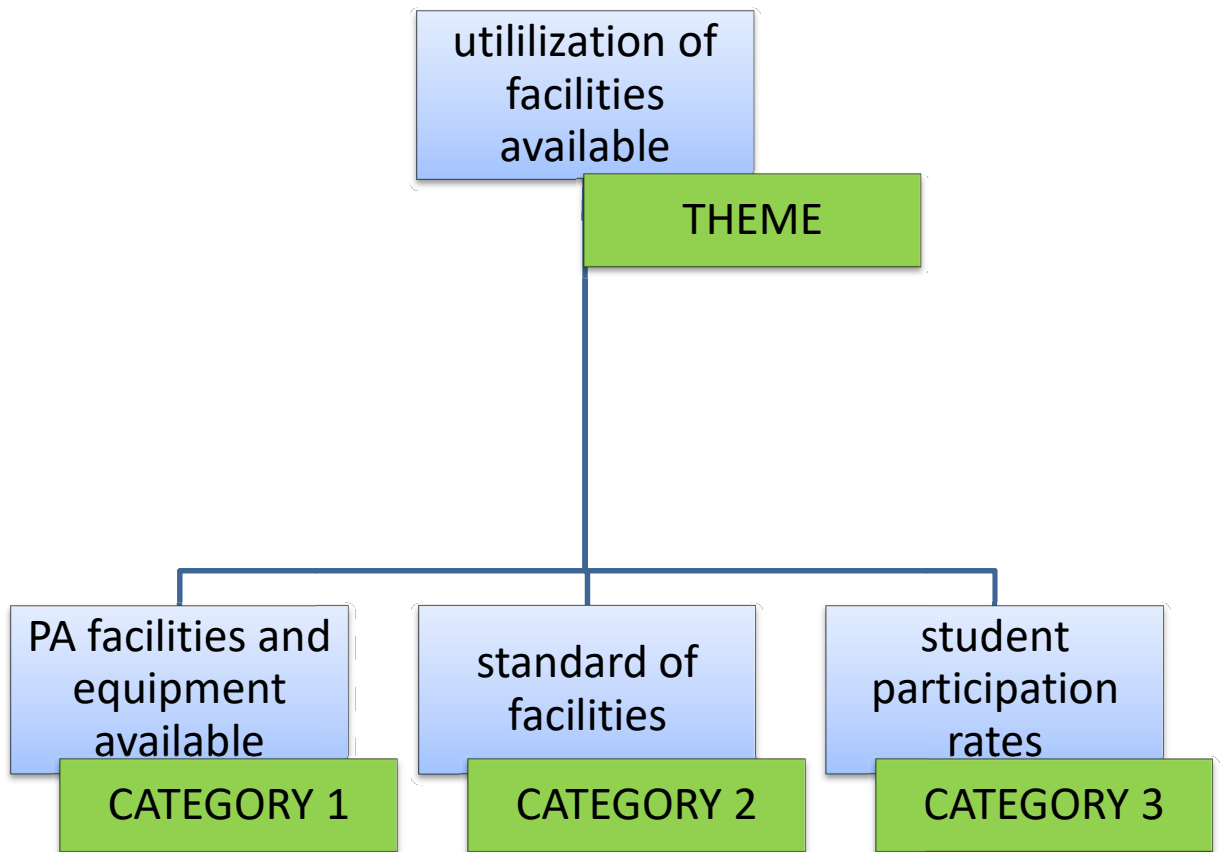 utililization of
facilities
available
THEME
PA facilities and
equipment
available
CATEGORY 1
standard of
facilities
CATEGORY 2
student
participation
rates
CATEGORY 3